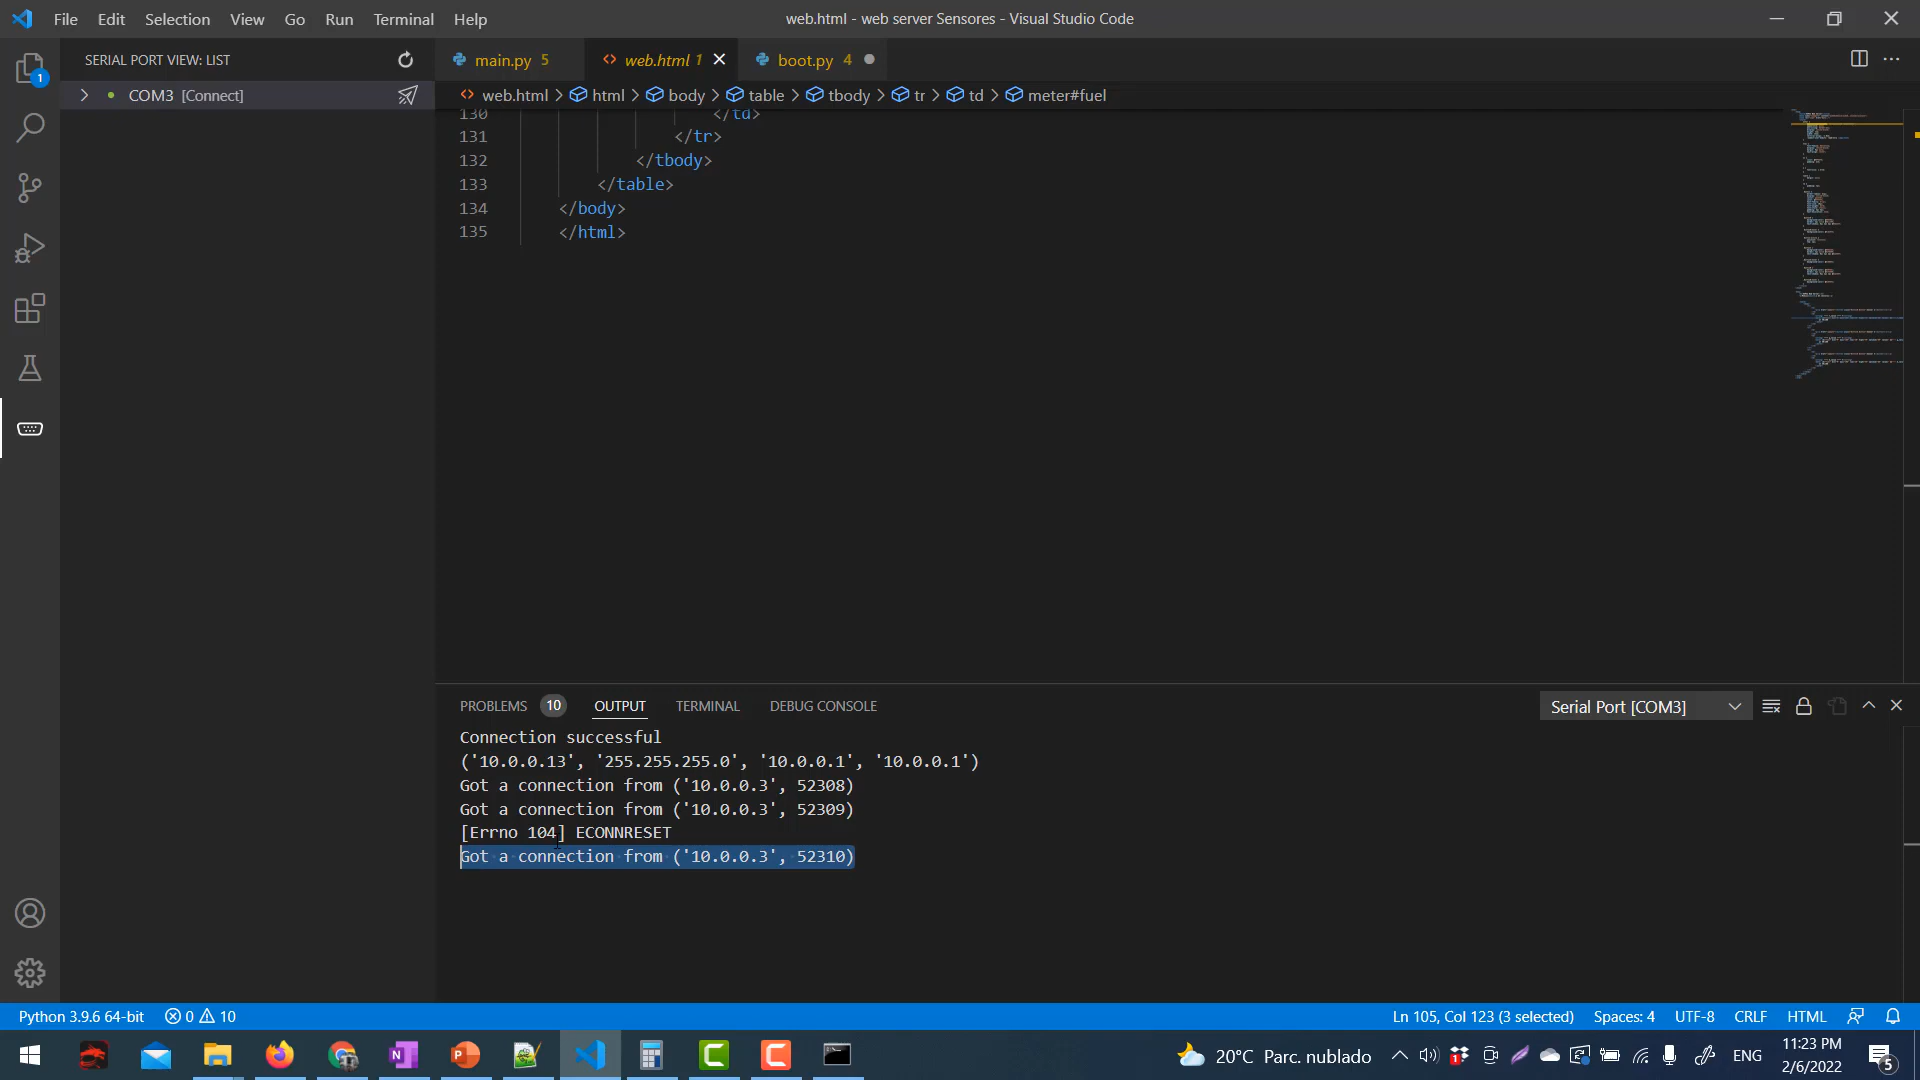 File Edit Selection View Go Run Terminal Help
web.html - web server Sensores - Visual Studio Code
SERIAL PORT VIEW: LIST
COM3 [Connect]
1
main.py 5
web.html 1
boot.py 4
web.html > html > body > table > tbody > tr > td > meter#fuel
130 </td>
131 </tr>
132 </tbody>
133 </table>
134 </body>
135 </html>
PROBLEMS 10 OUTPUT TERMINAL DEBUG CONSOLE
Serial Port [COM3]
Connection successful
('10.0.0.13', '255.255.255.0', '10.0.0.1', '10.0.0.1')
Got a connection from ('10.0.0.3', 52308)
Got a connection from ('10.0.0.3', 52309)
[Errno 104] ECONNRESET
Got a connection from ('10.0.0.3', 52310)
Python 3.9.6 64-bit 0 10
Ln 105, Col 123 (3 selected) Spaces: 4 UTF-8 CRLF HTML
20°C Parc. nublado
ENG
11:23 PM
2/6/2022
5